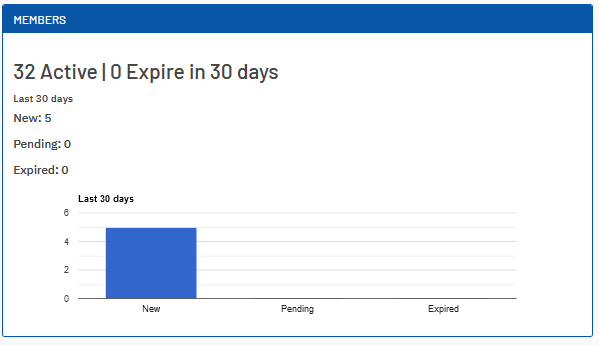 MEMBERS
32 Active | 0 Expire in 30 days
Last 30 days
New: 5
Pending: 0
Expired: 0
Last 30 days
6
4
2
0
New Pending Expired